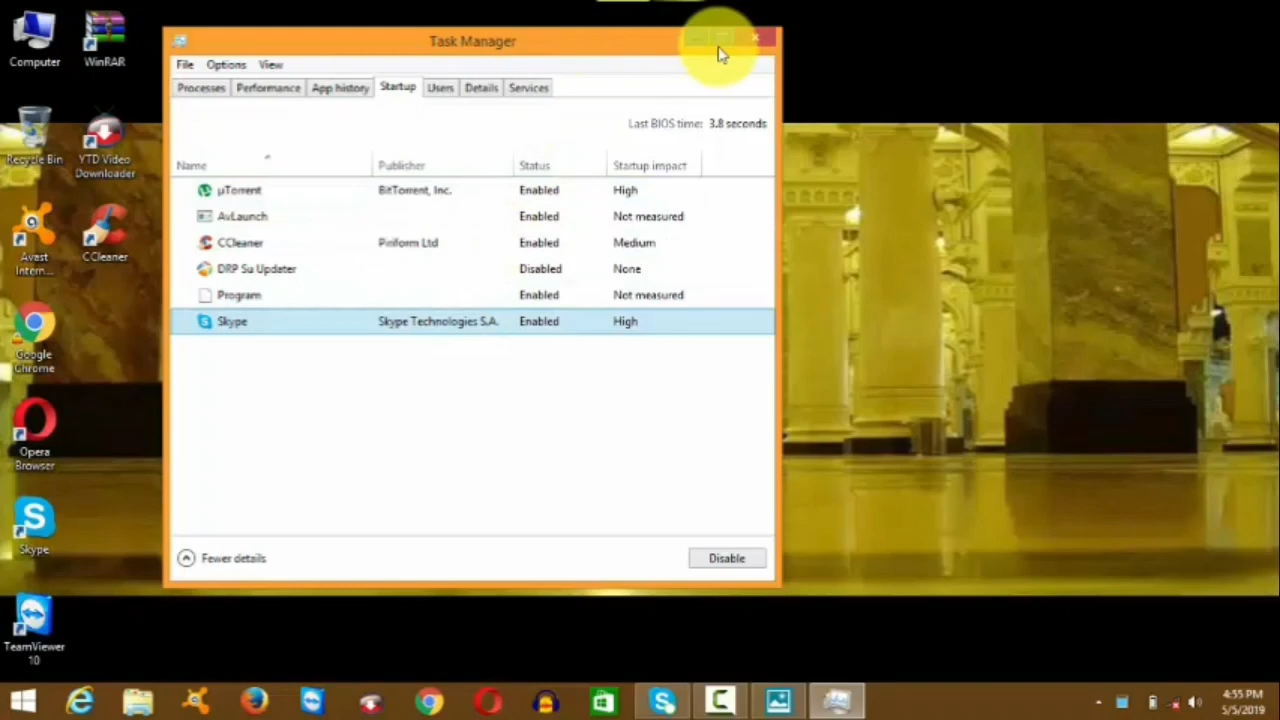 Computer
WinRAR
Recycle Bin
YTD Video
Downloader
Avast
Intern...
CCleaner
Google
Chrome
Opera
Browser
Skype
TeamViewer
10
Task Manager
File Options View
Processes Performance App history Startup Users Details Services
Last BIOS time: 3.8 seconds
Name Publisher Status Startup impact
µTorrent BitTorrent, Inc. Enabled High
AvLaunch Enabled Not measured
CCleaner Piriform Ltd Enabled Medium
DRP Su Updater Disabled None
Program Enabled Not measured
Skype Skype Technologies S.A. Enabled High
Fewer details Disable
4:35 PM
5/5/2019